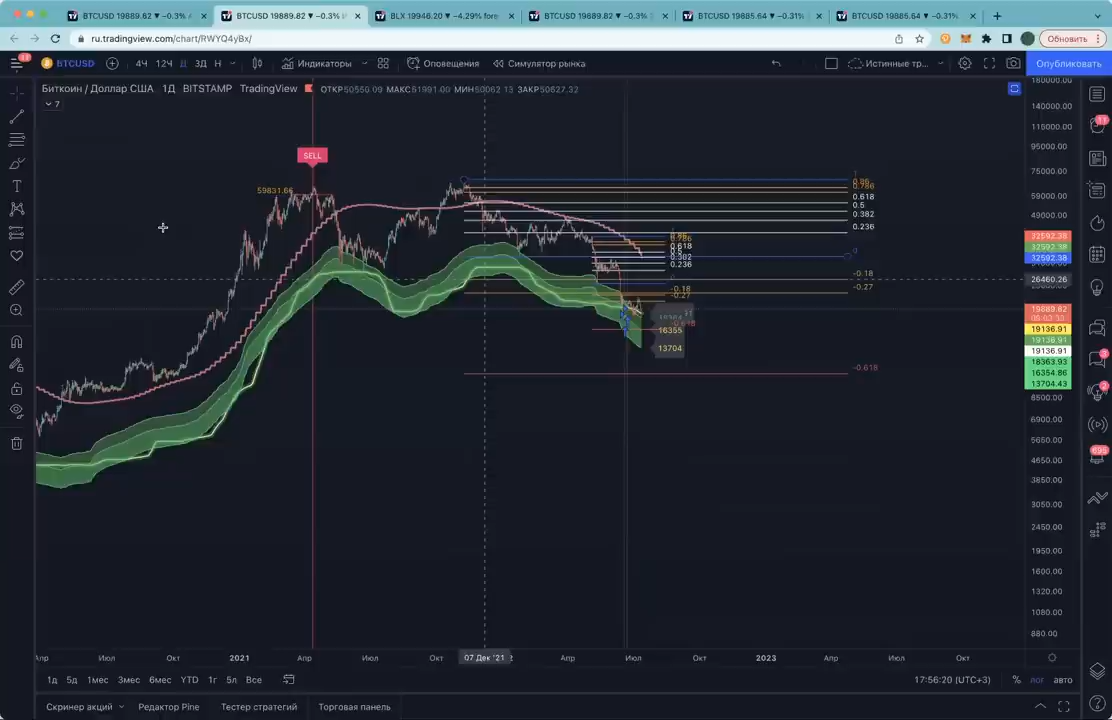 BTCUSD 19889.82 ▼ −0.3% A
BTCUSD 19889.82 ▼ −0.3% И
BLX 19946.20 ▼ −4.29% fore
BTCUSD 19889.82 ▼ −0.3%
BTCUSD 19885.64 ▼ −0.31%
BTCUSD 19885.64 ▼ −0.31%
ru.tradingview.com/chart/RWYQ4yBx/
Обновить
BTCUSD 4Ч 12Ч Д 3Д Н
Индикаторы
Оповещения
Симулятор рынка
Истинные тр...
Опубликовать
Биткоин / Доллар США 1Д BITSTAMP TradingView
ОТКР50550.09 МАКС51991.00 МИН50062.13 ЗАКР50627.32
7
SELL
59831.66
0.786
0.618
0.5
0.382
0.236
0
-0.18
-0.27
-0.618
0.786
0.618
0.5
0.382
0.236
-0.18
-0.27
-0.618
16355
13704
140000.00
115000.00
95000.00
75000.00
59000.00
49000.00
32592.38
32592.38
32592.38
26460.26
19889.82
19136.91
19136.91
19136.91
18363.93
16354.86
13704.43
6900.00
5650.00
4650.00
3850.00
3050.00
2450.00
1950.00
1600.00
1320.00
1080.00
880.00
Апр Июл Окт 2021 Апр Июл Окт 07 Дек '21 Апр Июл Окт 2023 Апр Июл Окт
1д 5д 1мес 3мес 6мес YTD 1г 5л Все
17:56:20 (UTC+3) % лог авто
Скринер акций Редактор Pine Тестер стратегий Торговая панель